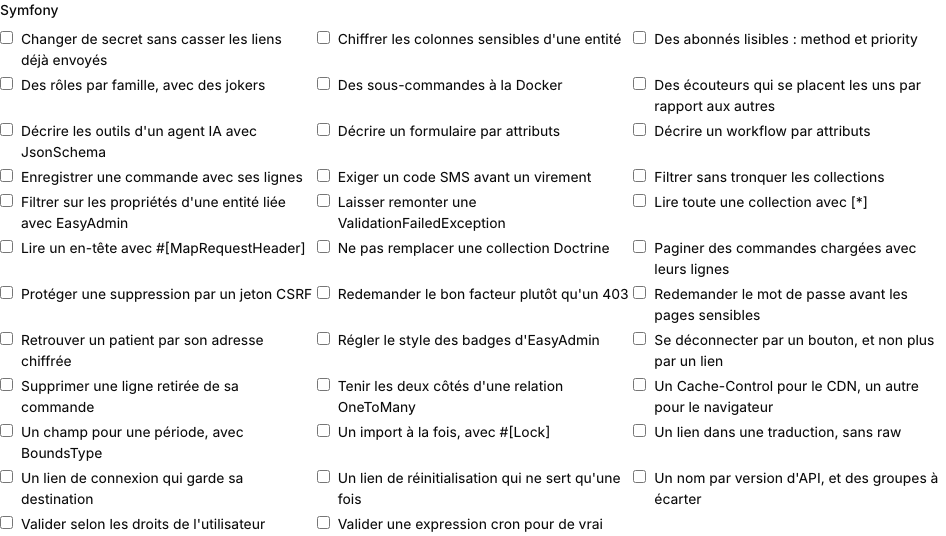 Symfony
Changer de secret sans casser les liens
déjà envoyés
Chiffrer les colonnes sensibles d'une entité
Des abonnés lisibles : method et priority
Des rôles par famille, avec des jokers
Des sous-commandes à la Docker
Des écouteurs qui se placent les uns par
rapport aux autres
Décrire les outils d'un agent IA avec
JsonSchema
Décrire un formulaire par attributs
Décrire un workflow par attributs
Enregistrer une commande avec ses lignes
Exiger un code SMS avant un virement
Filtrer sans tronquer les collections
Filtrer sur les propriétés d'une entité liée
avec EasyAdmin
Laisser remonter une
ValidationFailedException
Lire toute une collection avec [*]
Lire un en-tête avec #[MapRequestHeader]
Ne pas remplacer une collection Doctrine
Paginer des commandes chargées avec
leurs lignes
Protéger une suppression par un jeton CSRF
Redemander le bon facteur plutôt qu'un 403
Redemander le mot de passe avant les
pages sensibles
Retrouver un patient par son adresse
chiffrée
Régler le style des badges d'EasyAdmin
Se déconnecter par un bouton, et non plus
par un lien
Supprimer une ligne retirée de sa
commande
Tenir les deux côtés d'une relation
OneToMany
Un Cache-Control pour le CDN, un autre
pour le navigateur
Un champ pour une période, avec
BoundsType
Un import à la fois, avec #[Lock]
Un lien dans une traduction, sans raw
Un lien de connexion qui garde sa
destination
Un lien de réinitialisation qui ne sert qu'une
fois
Un nom par version d'API, et des groupes à
écarter
Valider selon les droits de l'utilisateur
Valider une expression cron pour de vrai